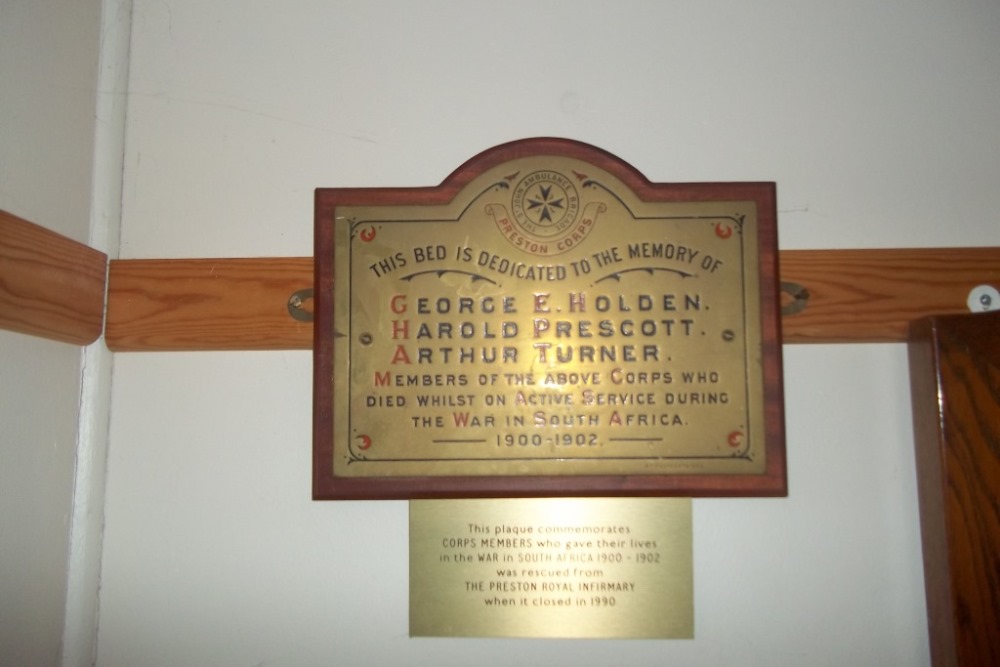 THE ST JOHN AMBULANCE BRIGADE
PRESTON CORPS
THIS BED IS DEDICATED TO THE MEMORY OF
GEORGE E. HOLDEN.
HAROLD PRESCOTT.
ARTHUR TURNER.
MEMBERS OF THE ABOVE CORPS WHO
DIED WHILST ON ACTIVE SERVICE DURING
THE WAR IN SOUTH AFRICA.
1900-1902.
This plaque commemorates
CORPS MEMBERS who gave their lives
in the WAR in SOUTH AFRICA 1900 - 1902
was rescued from
THE PRESTON ROYAL INFIRMARY
when it closed in 1990